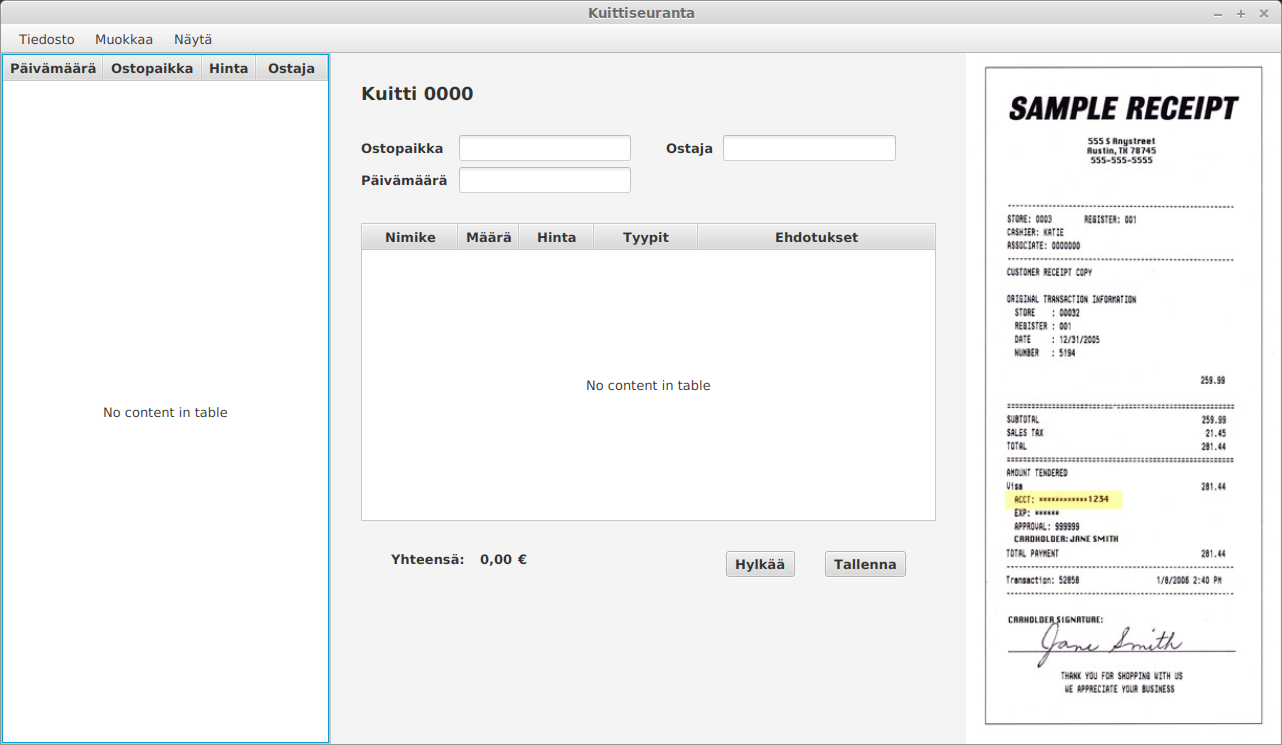 Kuittiseuranta
Tiedosto Muokkaa Näytä
Päivämäärä Ostopaikka Hinta Ostaja
No content in table
Kuitti 0000
Ostopaikka Ostaja
Päivämäärä
Nimike Määrä Hinta Tyypit Ehdotukset
No content in table
Yhteensä: 0,00 €
Hylkää Tallenna
SAMPLE RECEIPT
555 S Anystreet
Austin, TX 78745
555-555-5555
STORE: 0003 REGISTER: 001
CASHIER: KATIE
ASSOCIATE: 0000000
CUSTOMER RECEIPT COPY
ORIGINAL TRANSACTION INFORMATION
STORE : 00032
REGISTER : 001
DATE : 12/31/2005
NUMBER : 5194
259.99
SUBTOTAL 259.99
SALES TAX 21.45
TOTAL 281.44
AMOUNT TENDERED
Visa 281.44
ACCT: ************1234
EXP: ******
APPROVAL: 999999
CARDHOLDER: JANE SMITH
TOTAL PAYMENT 281.44
Transaction: 52858 1/8/2006 2:40 PM
CARHOLDER SIGNATURE:
Jane Smith
THANK YOU FOR SHOPPING WITH US
WE APPRECIATE YOUR BUSINESS